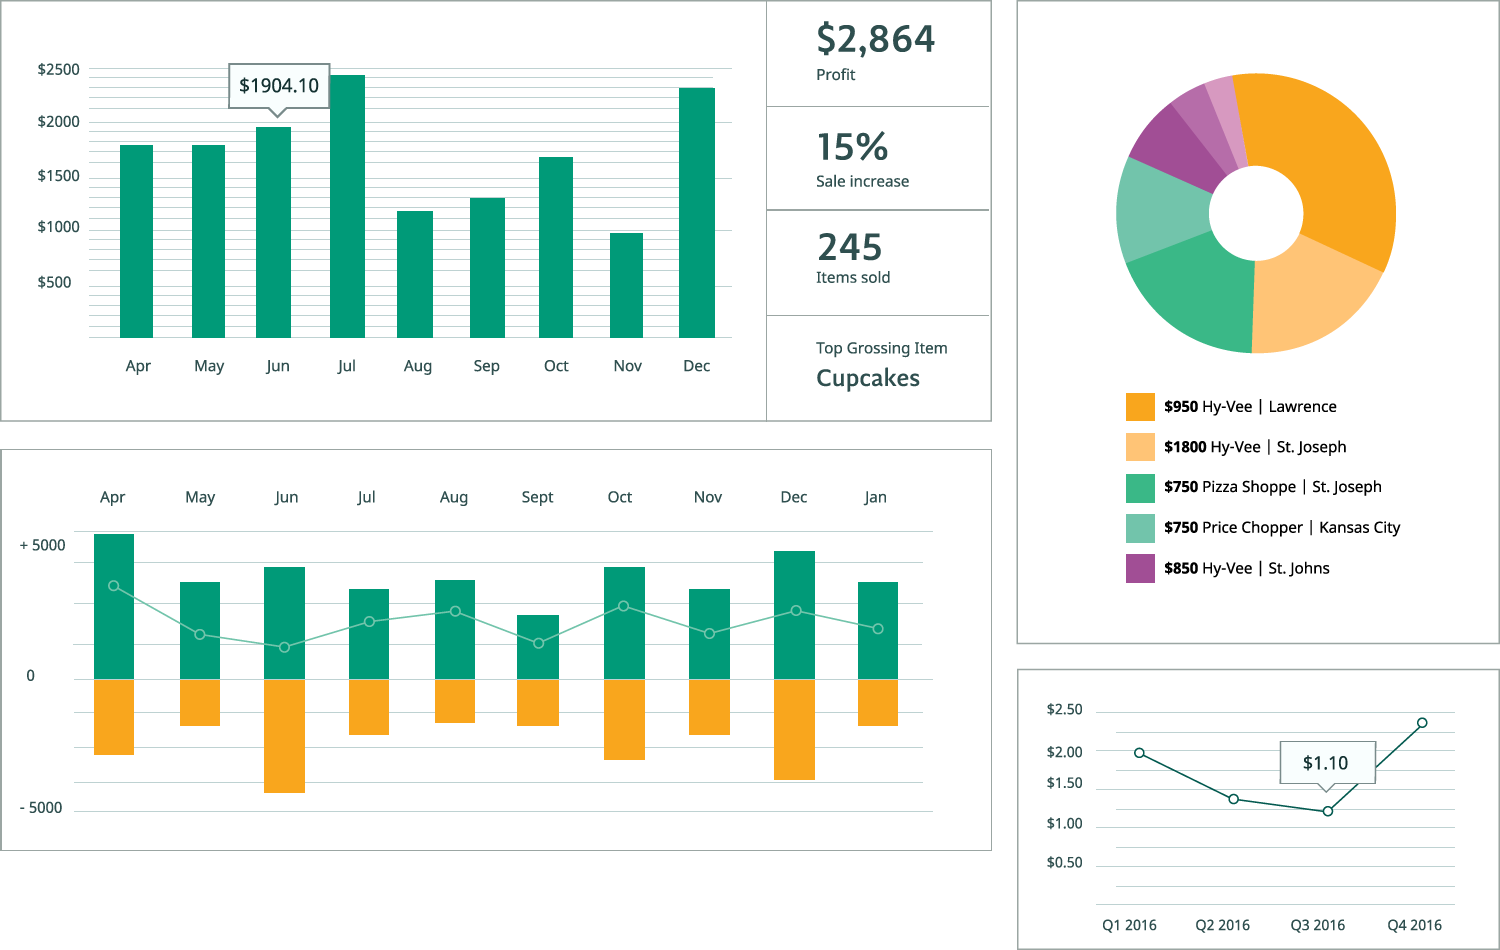 $2500
$2000
$1500
$1000
$500
$1904.10
Apr May Jun Jul Aug Sep Oct Nov Dec
$2,864
Profit
15%
Sale increase
245
Items sold
Top Grossing Item
Cupcakes
$950 Hy-Vee | Lawrence
$1800 Hy-Vee | St. Joseph
$750 Pizza Shoppe | St. Joseph
$750 Price Chopper | Kansas City
$850 Hy-Vee | St. Johns
Apr May Jun Jul Aug Sept Oct Nov Dec Jan
+ 5000
0
- 5000
$2.50
$2.00
$1.50
$1.00
$0.50
$1.10
Q1 2016 Q2 2016 Q3 2016 Q4 2016